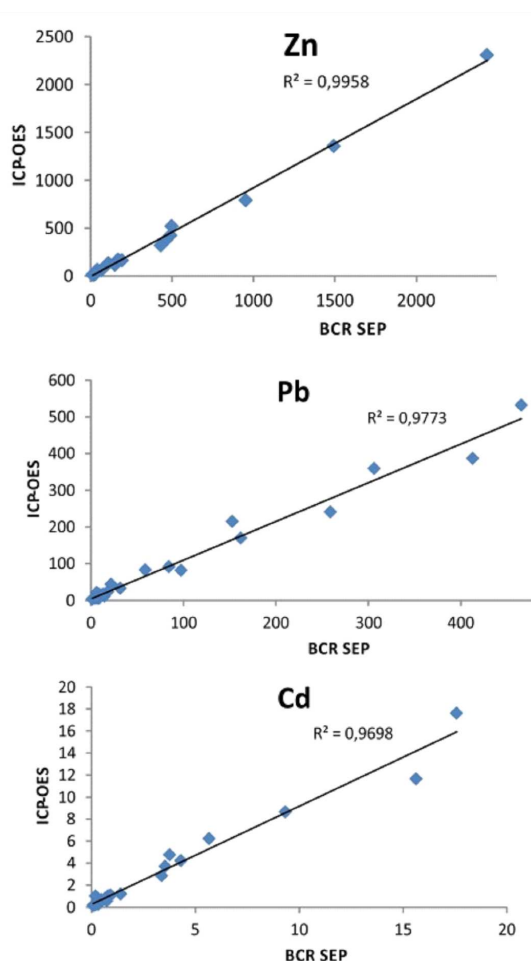 Zn
R² = 0,9958
ICP-OES
2500
2000
1500
1000
500
0
0 500 1000 1500 2000
BCR SEP
Pb
R² = 0,9773
ICP-OES
600
500
400
300
200
100
0
0 100 200 300 400
BCR SEP
Cd
R² = 0,9698
ICP-OES
20
18
16
14
12
10
8
6
4
2
0
0 5 10 15 20
BCR SEP